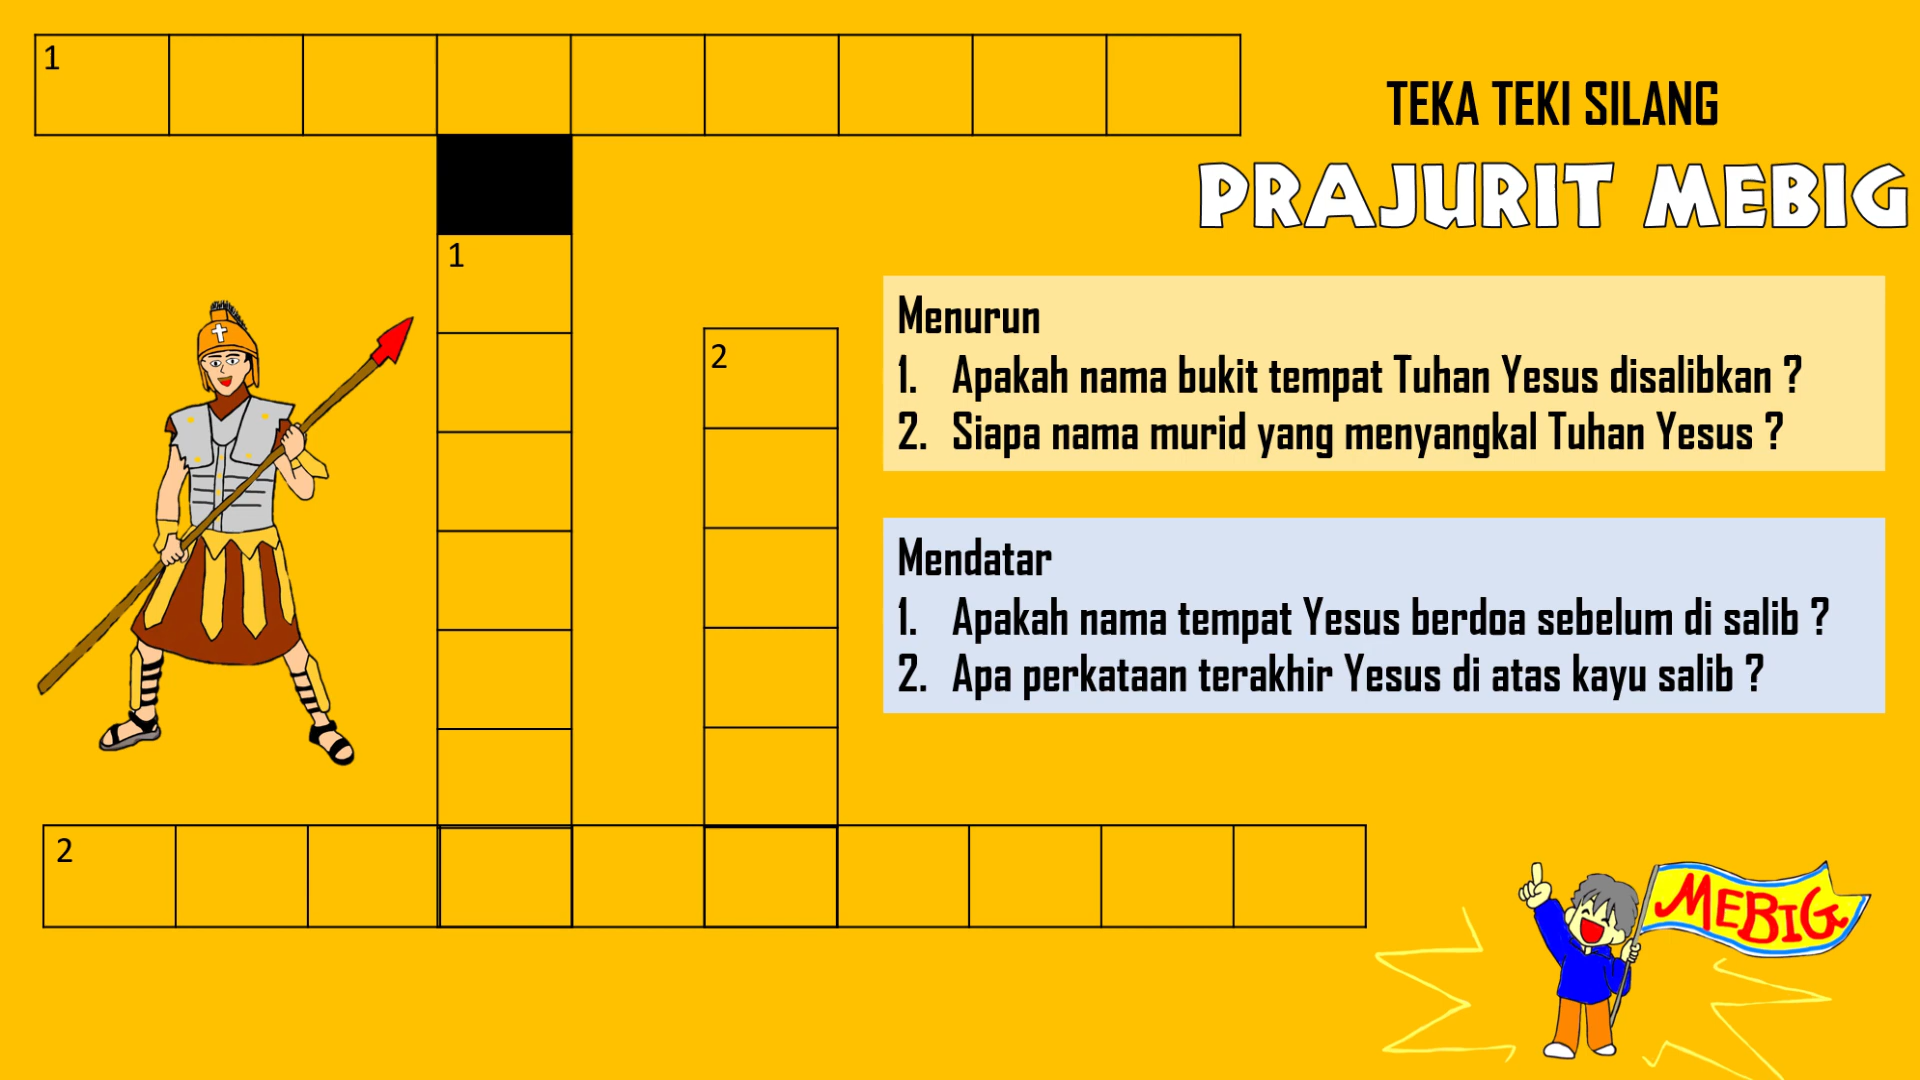 1
TEKA TEKI SILANG
PRAJURIT MEBIG
1
2
Menurun
1. Apakah nama bukit tempat Tuhan Yesus disalibkan ?
2. Siapa nama murid yang menyangkal Tuhan Yesus ?
Mendatar
1. Apakah nama tempat Yesus berdoa sebelum di salib ?
2. Apa perkataan terakhir Yesus di atas kayu salib ?
2
MEBIG